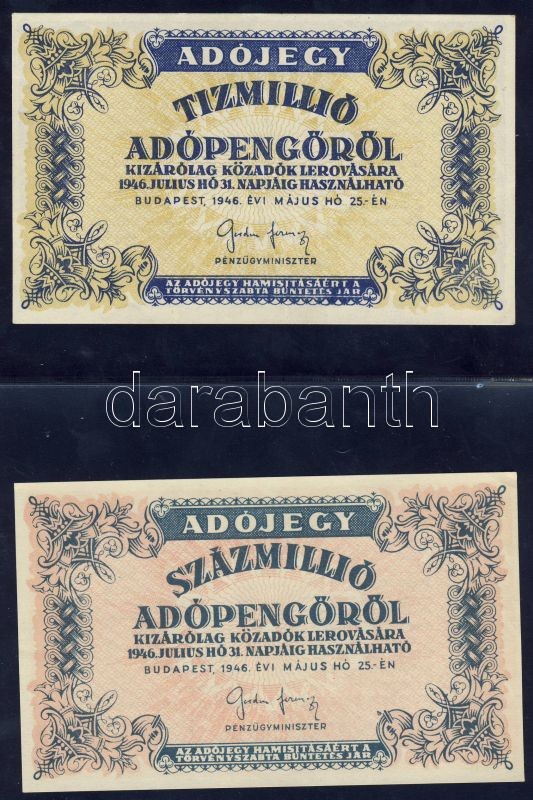 ADÓJEGY
TIZMILLIÓ
ADÓPENGŐRŐL
KIZÁRÓLAG KÖZADÓK LEROVÁSÁRA
1946. JULIUS HÓ 31. NAPJÁIG HASZNÁLHATÓ
BUDAPEST, 1946. ÉVI MÁJUS HÓ 25.-ÉN
PÉNZÜGYMINISZTER
AZ ADÓJEGY HAMISITÁSÁÉRT A
TÖRVÉNYSZABTA BÜNTETÉS JÁR
darabanth
ADÓJEGY
SZÁZMILLIÓ
ADÓPENGŐRŐL
KIZÁRÓLAG KÖZADÓK LEROVÁSÁRA
1946. JULIUS HÓ 31. NAPJÁIG HASZNÁLHATÓ
BUDAPEST, 1946. ÉVI MÁJUS HÓ 25.-ÉN
PÉNZÜGYMINISZTER
AZ ADÓJEGY HAMISITÁSÁÉRT A
TÖRVÉNYSZABTA BÜNTETÉS JÁR